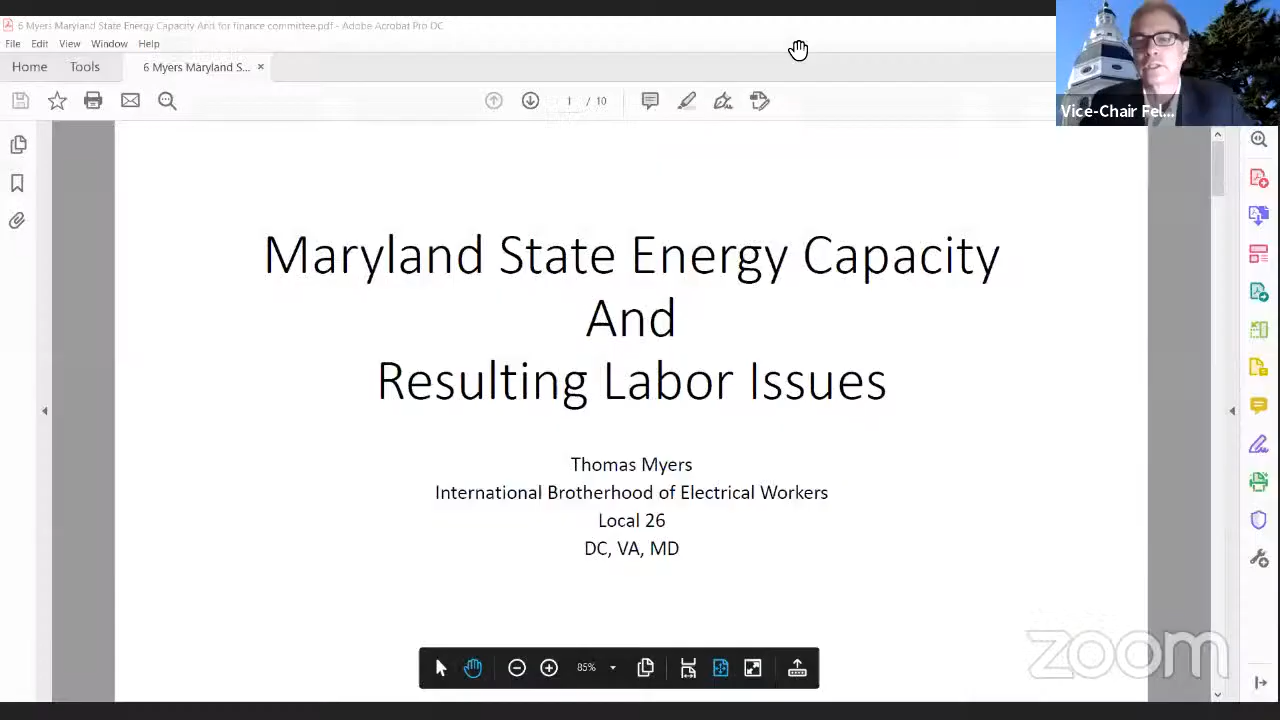 6 Myers Maryland State Energy Capacity And for finance committee.pdf - Adobe Acrobat Pro DC
File Edit View Window Help
Home Tools 6 Myers Maryland S... ×
1 / 10
Vice-Chair Fel...
Maryland State Energy Capacity
And
Resulting Labor Issues
Thomas Myers
International Brotherhood of Electrical Workers
Local 26
DC, VA, MD
85%
zoom